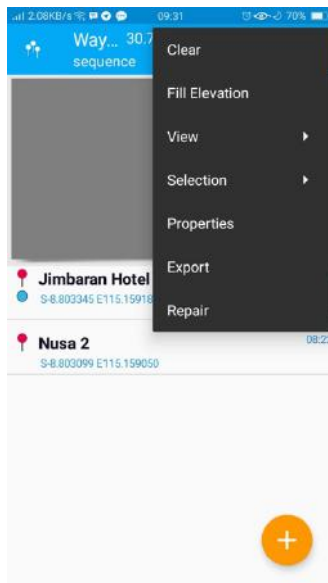 2.08KB/s 09:31 70%
Way... 30.7
sequence
Clear
Fill Elevation
View
Selection
Properties
Export
Repair
Jimbaran Hotel
S-8.803345 E115.15918
Nusa 2
08:2
S-8.803099 E115.159050